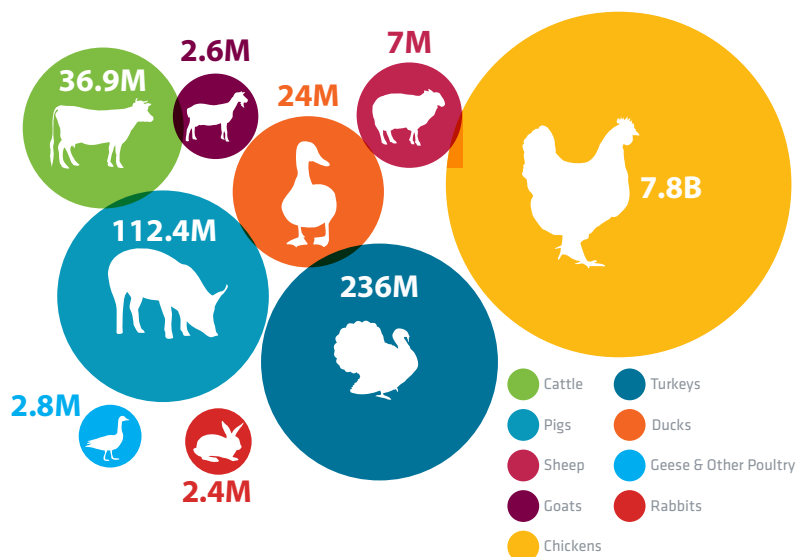 2.6M
7M
36.9M
24M
7.8B
112.4M
236M
2.8M
2.4M
Cattle
Turkeys
Pigs
Ducks
Sheep
Geese & Other Poultry
Goats
Rabbits
Chickens